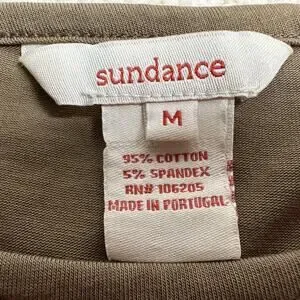 sundance
M
95% COTTON
5% SPANDEX
RN# 106205
MADE IN PORTUGAL